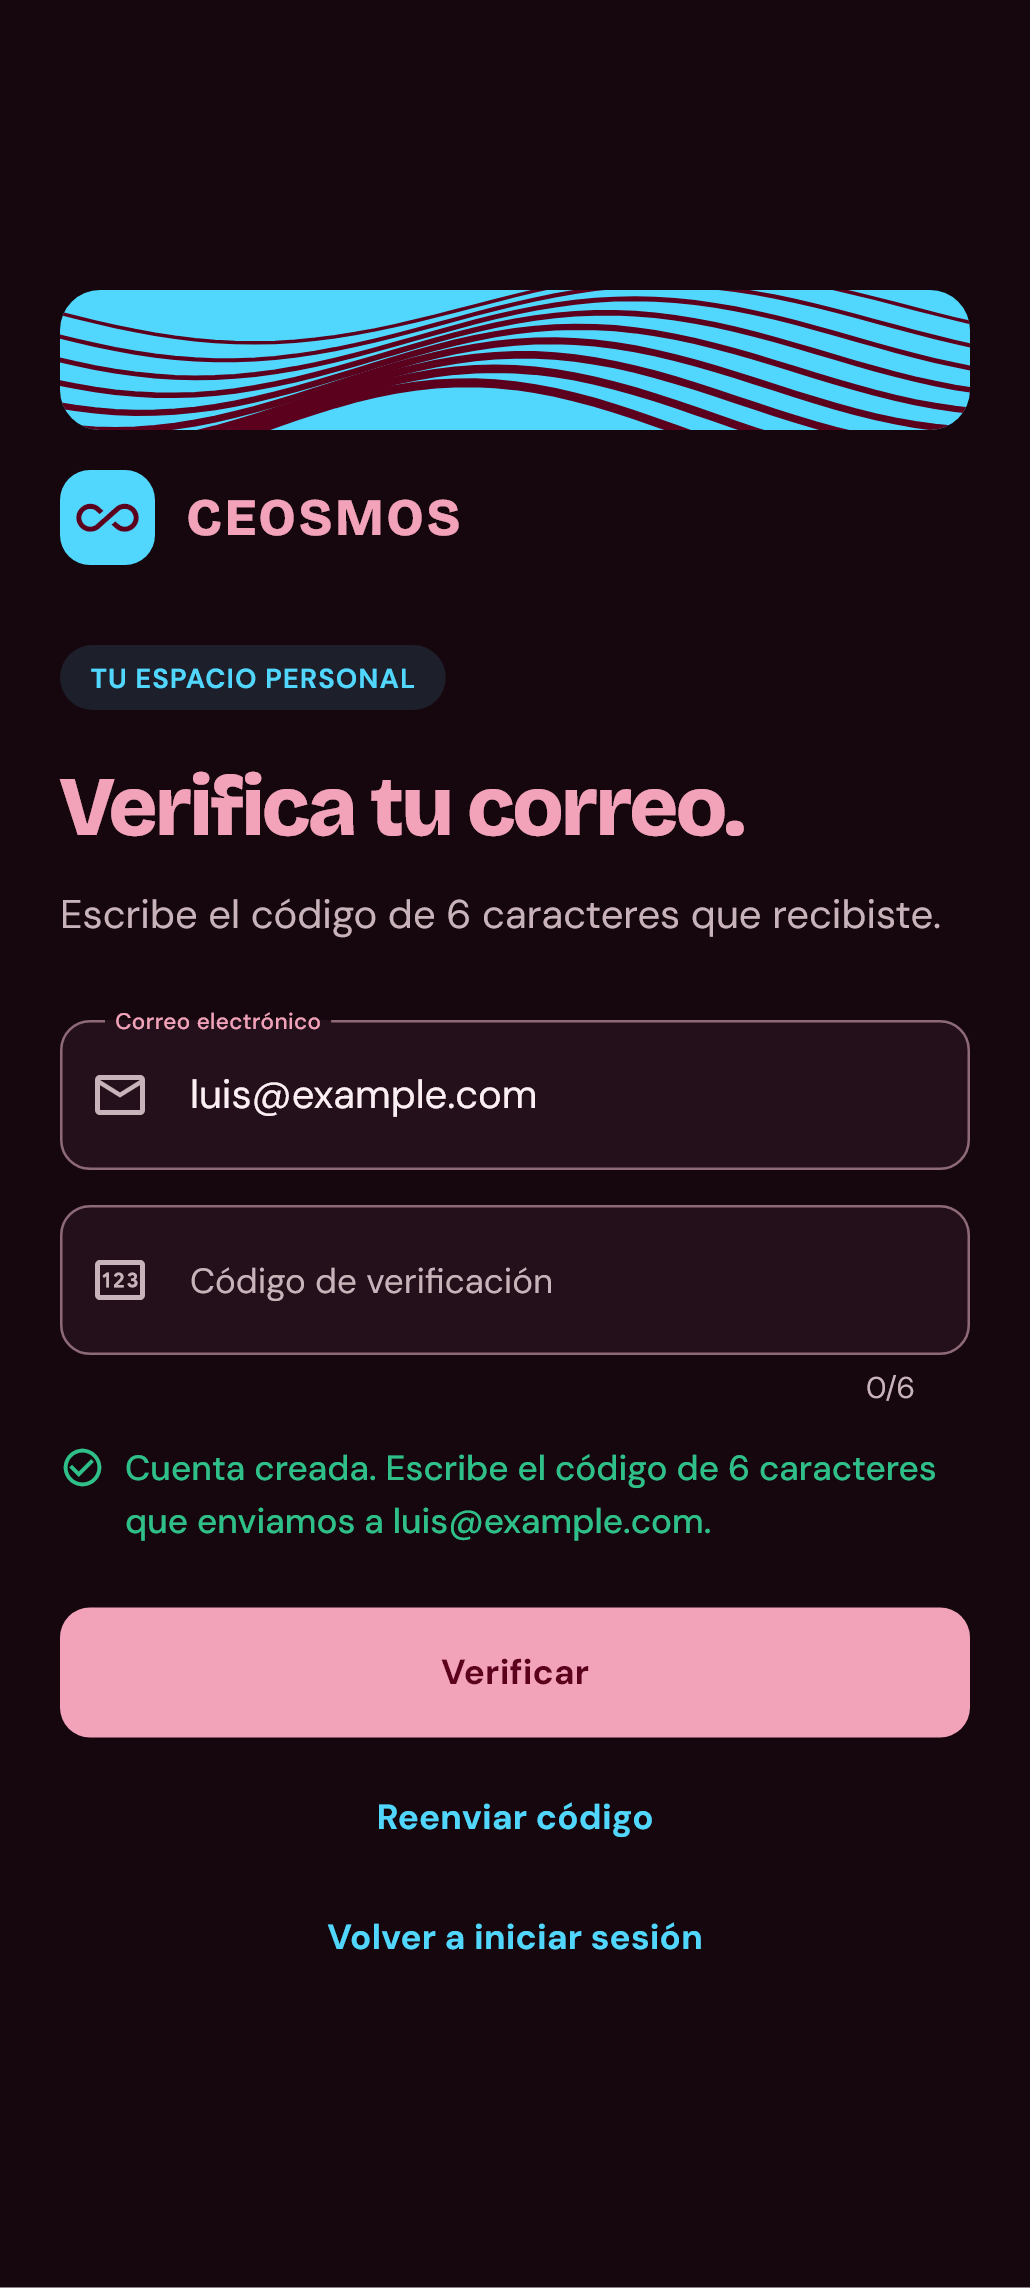 CEOSMOS
TU ESPACIO PERSONAL
Verifica tu correo.
Escribe el código de 6 caracteres que recibiste.
Correo electrónico
luis@example.com
123
Código de verificación
0/6
Cuenta creada. Escribe el código de 6 caracteres
que enviamos a luis@example.com.
Verificar
Reenviar código
Volver a iniciar sesión